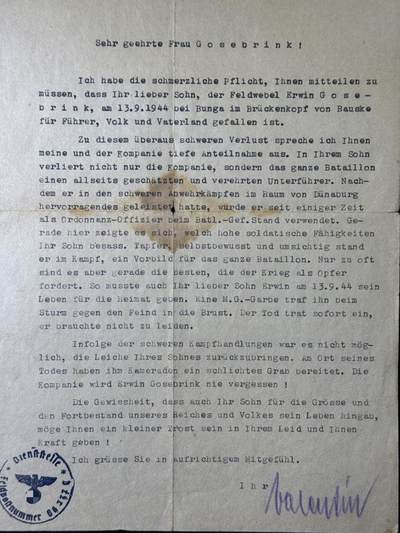 Sehr geehrte Frau G o s e b r i n k !
Ich habe die schmerzliche Pflicht, Ihnen mitteilen zu
müssen, dass Ihr lieber Sohn, der Feldwebel Erwin G o s e -
b r i n k, am 13.9.1944 bei Bunga im Brückenkopf von Bauske
für Führer, Volk und Vaterland gefallen ist.
Zu diesem überaus schweren Verlust spreche ich Ihnen
meine und der Kompanie tiefe Anteilnahme aus. In Ihrem Sohn
verliert nicht nur die Kompanie, sondern das ganze Bataillon
einen allseits geschätzten und verehrten Unterführer. Nach-
dem er in den schweren Abwehrkämpfen im Raum von Dünaburg
hervorragendes geleistet hatte, wurde er seit einiger Zeit
als Ordonnanz-Offizier beim Batl.-Gef.Stand verwendet. Ge-
rade hier zeigte es sich, welch hohe soldatische Fähigkeiten
Ihr Sohn besass. Tapfer, selbstbewusst und umsichtig stand
er im Kampf, ein Vorbild für das ganze Bataillon. Nur zu oft
sind es aber gerade die besten, die der Krieg als Opfer
fordert. So musste auch Ihr lieber Sohn Erwin am 13.9.44 sein
Leben für die Heimat geben. Eine M.G.-Garbe traf ihn beim
Sturm gegen den Feind in die Brust. Der Tod trat sofort ein,
er brauchte nicht zu leiden.
Infolge der schweren Kampfhandlungen war es nicht mög-
lich, die Leiche Ihres Sohnes zurückzubringen. Am Ort seines
Todes haben ihm Kameraden ein schlichtes Grab bereitet. Die
Kompanie wird Erwin Gosebrink nie vergessen !
Die Gewissheit, dass auch Ihr Sohn für die Grösse und
den Fortbestand unseres Reiches und Volkes sein Leben hingab,
möge Ihnen ein kleiner Trost sein in Ihrem Leid und Ihnen
Kraft geben !
Ich grüsse Sie in aufrichtigem Mitgefühl.
I h r
Valentin
Dienststelle
Feldpostnummer